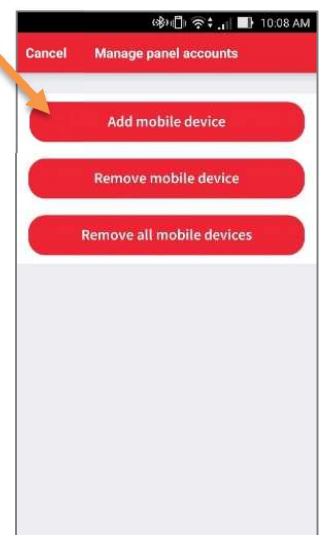 10:08 AM
Cancel Manage panel accounts
Add mobile device
Remove mobile device
Remove all mobile devices